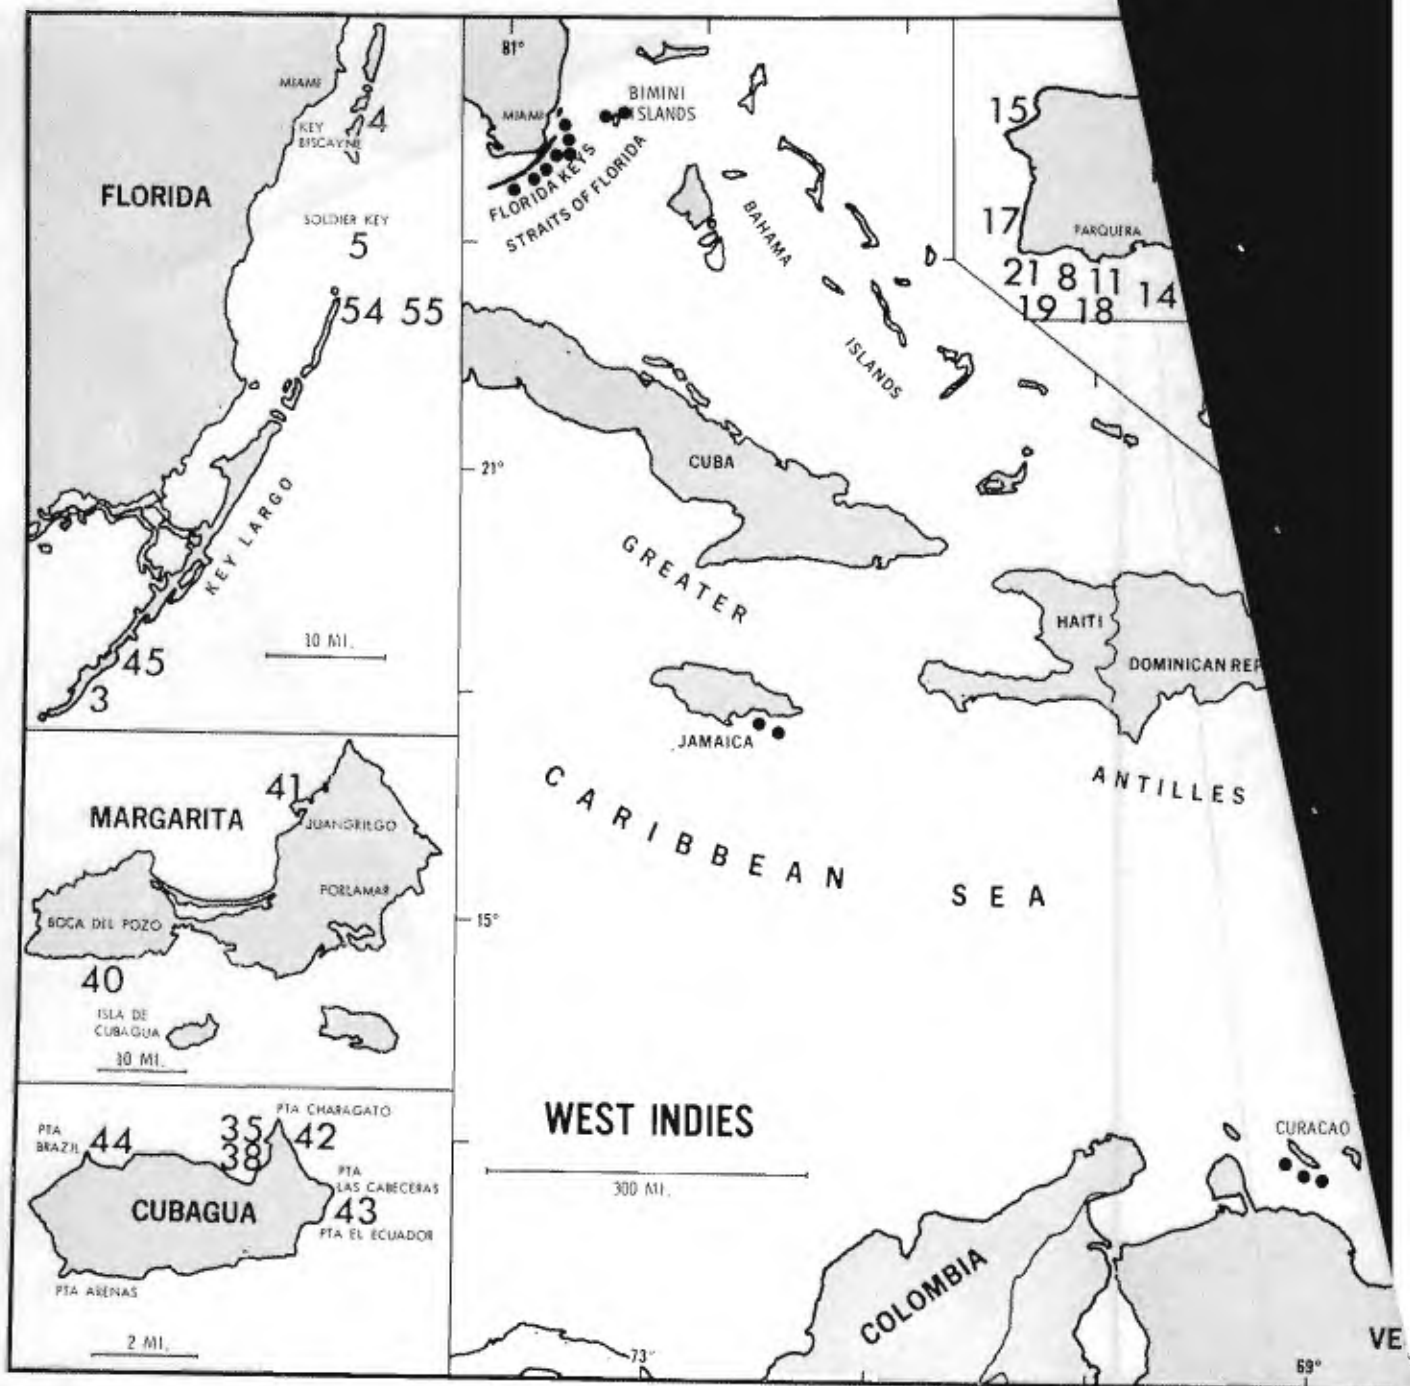 MIAMI
4
KEY
BISCAYNE
FLORIDA
SOLDIER KEY
5
54 55
KEY LARGO
10 MI.
45
3
41
MARGARITA
JUANGRIEGO
PORLAMAR
BOCA DEL POZO
40
ISLA DE
CUBAGUA
10 MI.
PTA CHARAGATO
PTA
BRAZIL
44
35
38
42
PTA
LAS CABECERAS
CUBAGUA
43
PTA EL ECUADOR
PTA ARENAS
2 MI.
81°
MIAMI
BIMINI
ISLANDS
FLORIDA KEYS
STRAITS OF FLORIDA
BAHAMA
ISLANDS
15
17
PARQUERA
21 8 11 14
19 18
21°
CUBA
GREATER
HAITI
DOMINICAN REP
JAMAICA
ANTILLES
CARIBBEAN SEA
15°
WEST INDIES
300 MI.
CURACAO
COLOMBIA
VE
73°
69°